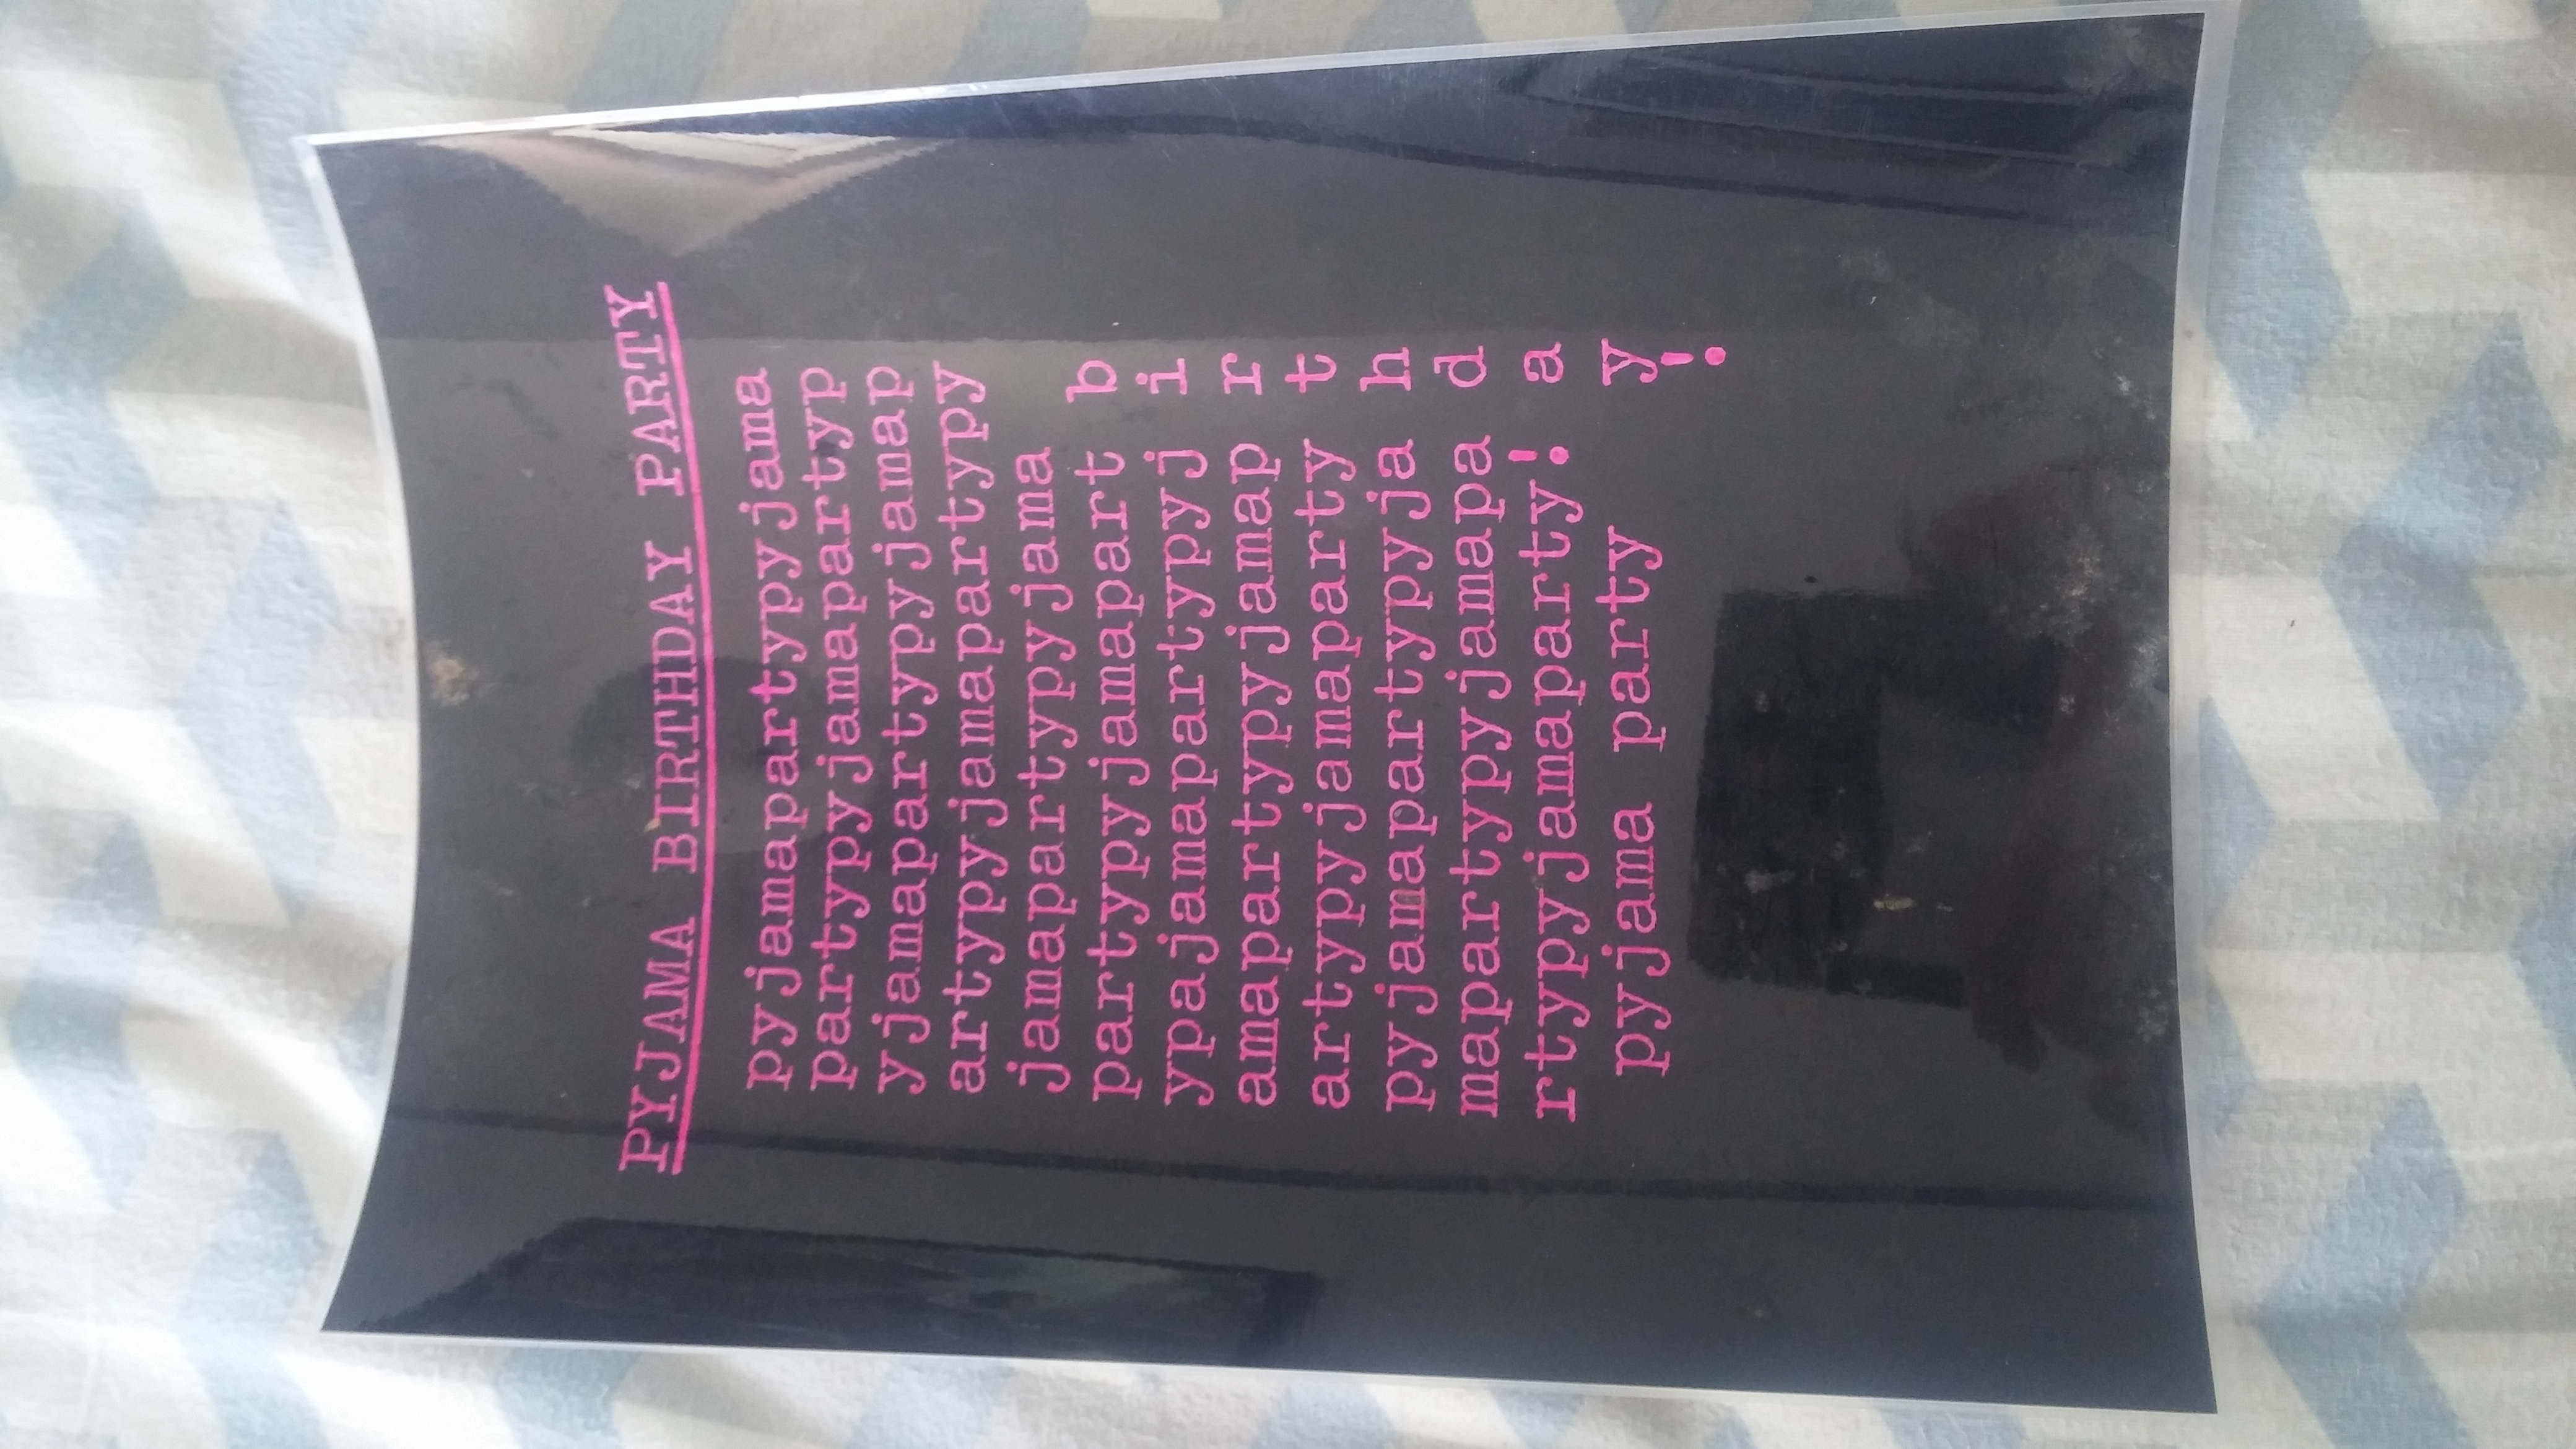 PYJAMA BIRTHDAY PARTY
pyjamapartypyjama
partypyjamapartyp
yjamapartypyjamap
artypyjamapartypy
jamapartypyjama
partypyjamapart b
ypajamapartypyj i
amapartypyjamap r
artypyjamaparty t
pyjamapartypyja h
mapartypyjamapa d
rtypyjamaparty! a
pyjama party y
!